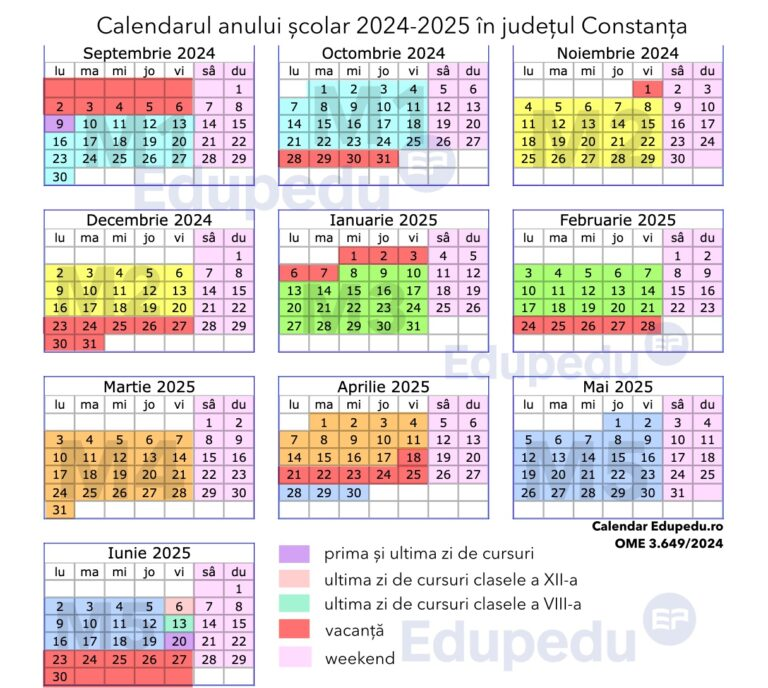 Calendarul anului școlar 2024-2025 în județul Constanța
Septembrie 2024
lu ma mi jo vi sâ du
1
2 3 4 5 6 7 8
9 10 11 12 13 14 15
16 17 18 19 20 21 22
23 24 25 26 27 28 29
30
M1
Octombrie 2024
lu ma mi jo vi sâ du
1 2 3 4 5 6
7 8 9 10 11 12 13
14 15 16 17 18 19 20
21 22 23 24 25 26 27
28 29 30 31
M1
Noiembrie 2024
lu ma mi jo vi sâ du
1 2 3
4 5 6 7 8 9 10
11 12 13 14 15 16 17
18 19 20 21 22 23 24
25 26 27 28 29 30
M2
Edupedu EF
Decembrie 2024
lu ma mi jo vi sâ du
1
2 3 4 5 6 7 8
9 10 11 12 13 14 15
16 17 18 19 20 21 22
23 24 25 26 27 28 29
30 31
M2
Ianuarie 2025
lu ma mi jo vi sâ du
1 2 3 4 5
6 7 8 9 10 11 12
13 14 15 16 17 18 19
20 21 22 23 24 25 26
27 28 29 30 31
M3
Februarie 2025
lu ma mi jo vi sâ du
1 2
3 4 5 6 7 8 9
10 11 12 13 14 15 16
17 18 19 20 21 22 23
24 25 26 27 28
Edupedu EF
Martie 2025
lu ma mi jo vi sâ du
1 2
3 4 5 6 7 8 9
10 11 12 13 14 15 16
17 18 19 20 21 22 23
24 25 26 27 28 29 30
31
M4
Aprilie 2025
lu ma mi jo vi sâ du
1 2 3 4 5 6
7 8 9 10 11 12 13
14 15 16 17 18 19 20
21 22 23 24 25 26 27
28 29 30
Mai 2025
lu ma mi jo vi sâ du
1 2 3 4
5 6 7 8 9 10 11
12 13 14 15 16 17 18
19 20 21 22 23 24 25
26 27 28 29 30 31
M5
Calendar Edupedu.ro
OME 3.649/2024
Iunie 2025
lu ma mi jo vi sâ du
1
2 3 4 5 6 7 8
9 10 11 12 13 14 15
16 17 18 19 20 21 22
23 24 25 26 27 28 29
30
M5
prima și ultima zi de cursuri
ultima zi de cursuri clasele a XII-a
ultima zi de cursuri clasele a VIII-a
vacanță
weekend
Edupedu EF